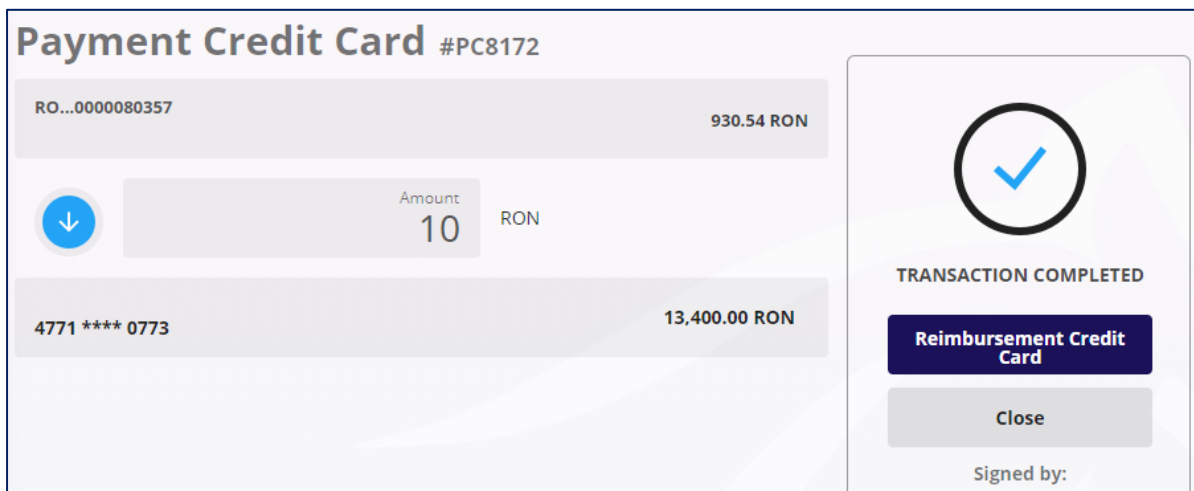 Payment Credit Card #PC8172
RO...0000080357
930.54 RON
Amount
10
RON
4771 **** 0773
13,400.00 RON
TRANSACTION COMPLETED
Reimbursement Credit
Card
Close
Signed by: